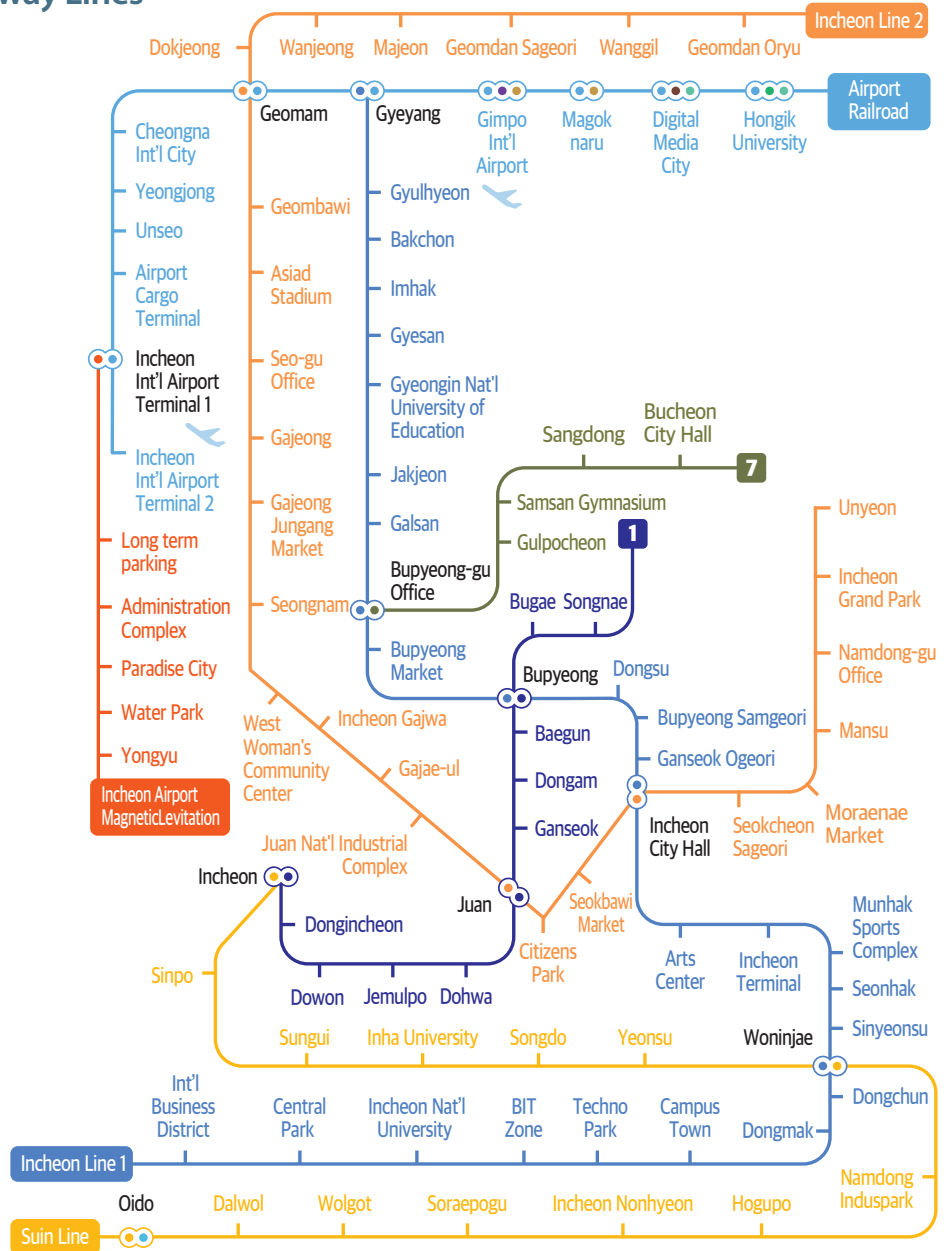 way Lines
Incheon Line 2
Dokjeong
Wanjeong
Majeon
Geomdan Sageori
Wanggil
Geomdan Oryu
Airport
Railroad
Geomam
Gyeyang
Gimpo
Int'l
Airport
Magok
naru
Digital
Media
City
Hongik
University
Cheongna
Int'l City
Yeongjong
Unseo
Airport
Cargo
Terminal
Incheon
Int'l Airport
Terminal 1
Incheon
Int'l Airport
Terminal 2
Long term
parking
Administration
Complex
Paradise City
Water Park
Yongyu
Incheon Airport
MagneticLevitation
Geombawi
Asiad
Stadium
Seo-gu
Office
Gajeong
Gajeong
Jungang
Market
Seongnam
West
Woman's
Community
Center
Incheon Gajwa
Gajae-ul
Juan Nat'l Industrial
Complex
Gyulhyeon
Bakchon
Imhak
Gyesan
Gyeongin Nat'l
University of
Education
Jakjeon
Galsan
Bupyeong-gu
Office
Bupyeong
Market
Sangdong
Bucheon
City Hall
7
Samsan Gymnasium
Gulpocheon
1
Bugae
Songnae
Bupyeong
Dongsu
Bupyeong Samgeori
Ganseok Ogeori
Baegun
Dongam
Ganseok
Unyeon
Incheon
Grand Park
Namdong-gu
Office
Mansu
Moraenae
Market
Seokcheon
Sageori
Incheon
City Hall
Seokbawi
Market
Citizens
Park
Juan
Incheon
Dongincheon
Dowon
Jemulpo
Dohwa
Arts
Center
Incheon
Terminal
Munhak
Sports
Complex
Seonhak
Sinyeonsu
Sinpo
Sungui
Inha University
Songdo
Yeonsu
Woninjae
Int'l
Business
District
Central
Park
Incheon Nat'l
University
BIT
Zone
Techno
Park
Campus
Town
Dongmak
Dongchun
Incheon Line 1
Namdong
Induspark
Oido
Dalwol
Wolgot
Soraepogu
Incheon Nonhyeon
Hogupo
Suin Line